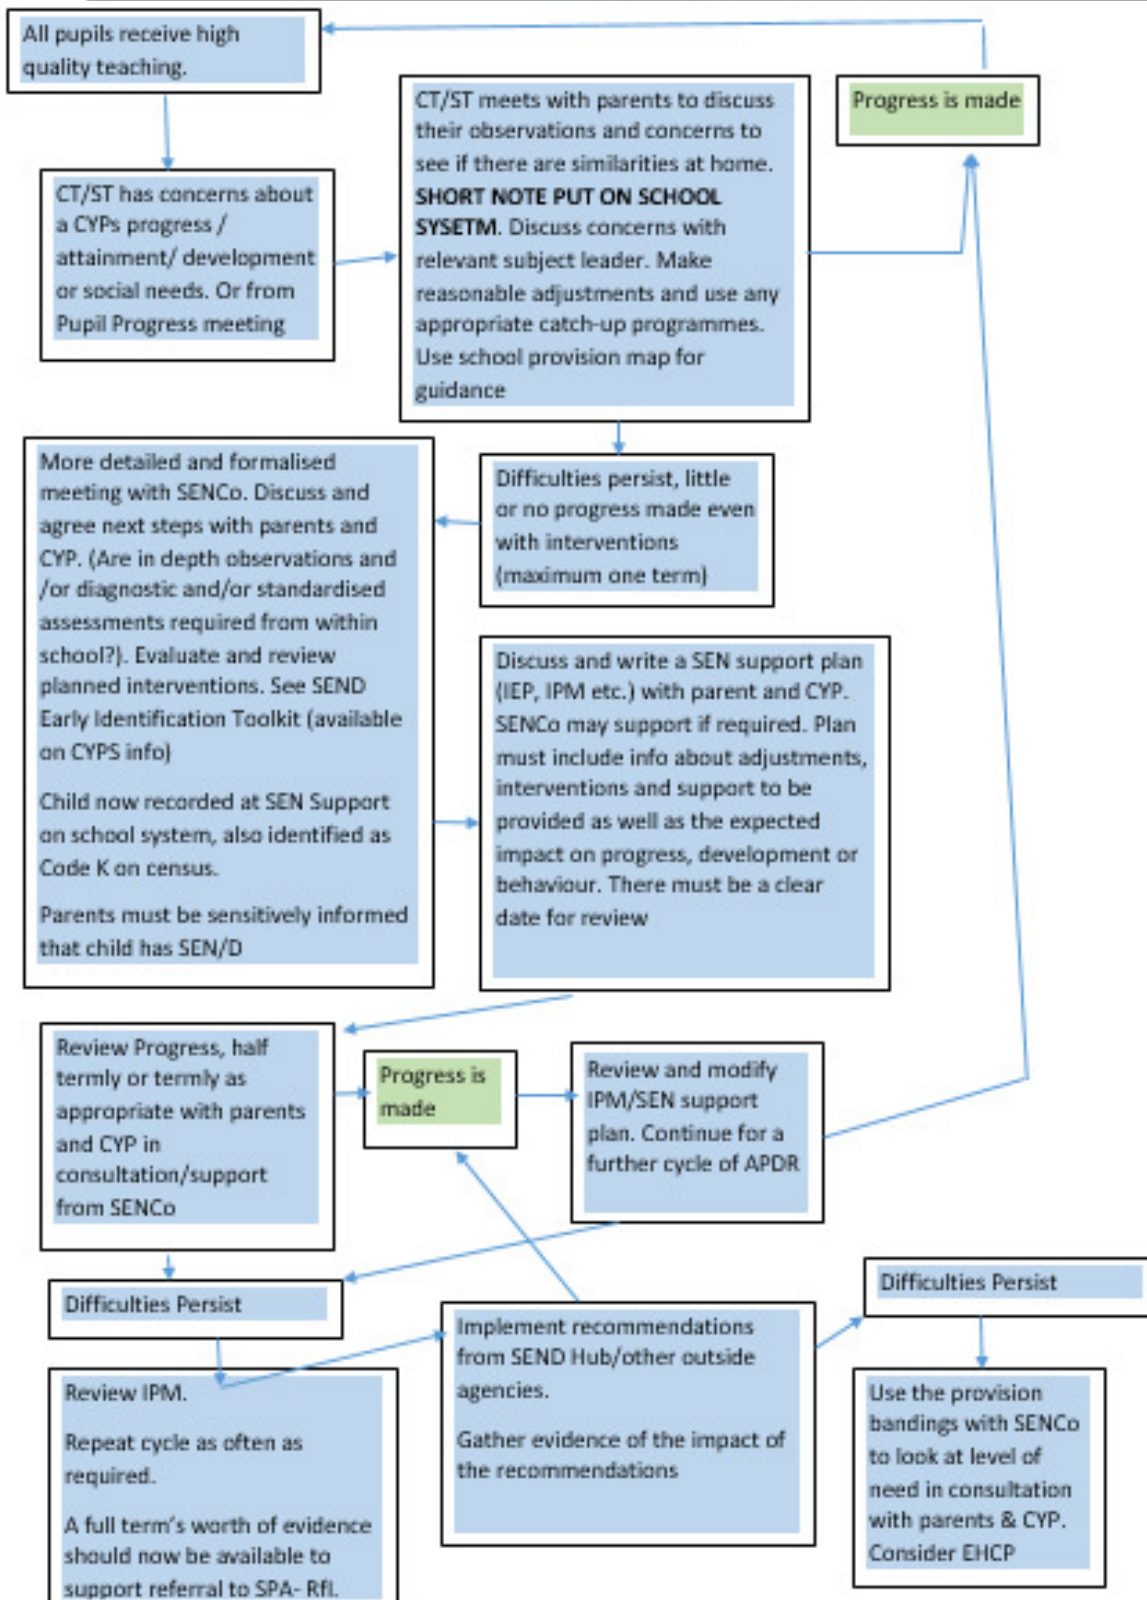 All pupils receive high
quality teaching.
Progress is made
CT/ST meets with parents to discuss
their observations and concerns to
see if there are similarities at home.
SHORT NOTE PUT ON SCHOOL
SYSETM. Discuss concerns with
relevant subject leader. Make
reasonable adjustments and use any
appropriate catch-up programmes.
Use school provision map for
guidance
CT/ST has concerns about
a CYPs progress /
attainment/ development
or social needs. Or from
Pupil Progress meeting
More detailed and formalised
meeting with SENCo. Discuss and
agree next steps with parents and
CYP. (Are in depth observations and
/or diagnostic and/or standardised
assessments required from within
school?). Evaluate and review
planned interventions. See SEND
Early Identification Toolkit (available
on CYPS info)
Child now recorded at SEN Support
on school system, also identified as
Code K on census.
Parents must be sensitively informed
that child has SEN/D
Difficulties persist, little
or no progress made even
with interventions
(maximum one term)
Discuss and write a SEN support plan
(IEP, IPM etc.) with parent and CYP.
SENCo may support if required. Plan
must include info about adjustments,
interventions and support to be
provided as well as the expected
impact on progress, development or
behaviour. There must be a clear
date for review
Review Progress, half
termly or termly as
appropriate with parents
and CYP in
consultation/support
from SENCo
Progress is
made
Review and modify
IPM/SEN support
plan. Continue for a
further cycle of APDR
Difficulties Persist
Difficulties Persist
Implement recommendations
from SEND Hub/other outside
agencies.
Gather evidence of the impact of
the recommendations
Review IPM.
Repeat cycle as often as
required.
A full term's worth of evidence
should now be available to
support referral to SPA- RfI.
Use the provision
bandings with SENCo
to look at level of
need in consultation
with parents & CYP.
Consider EHCP